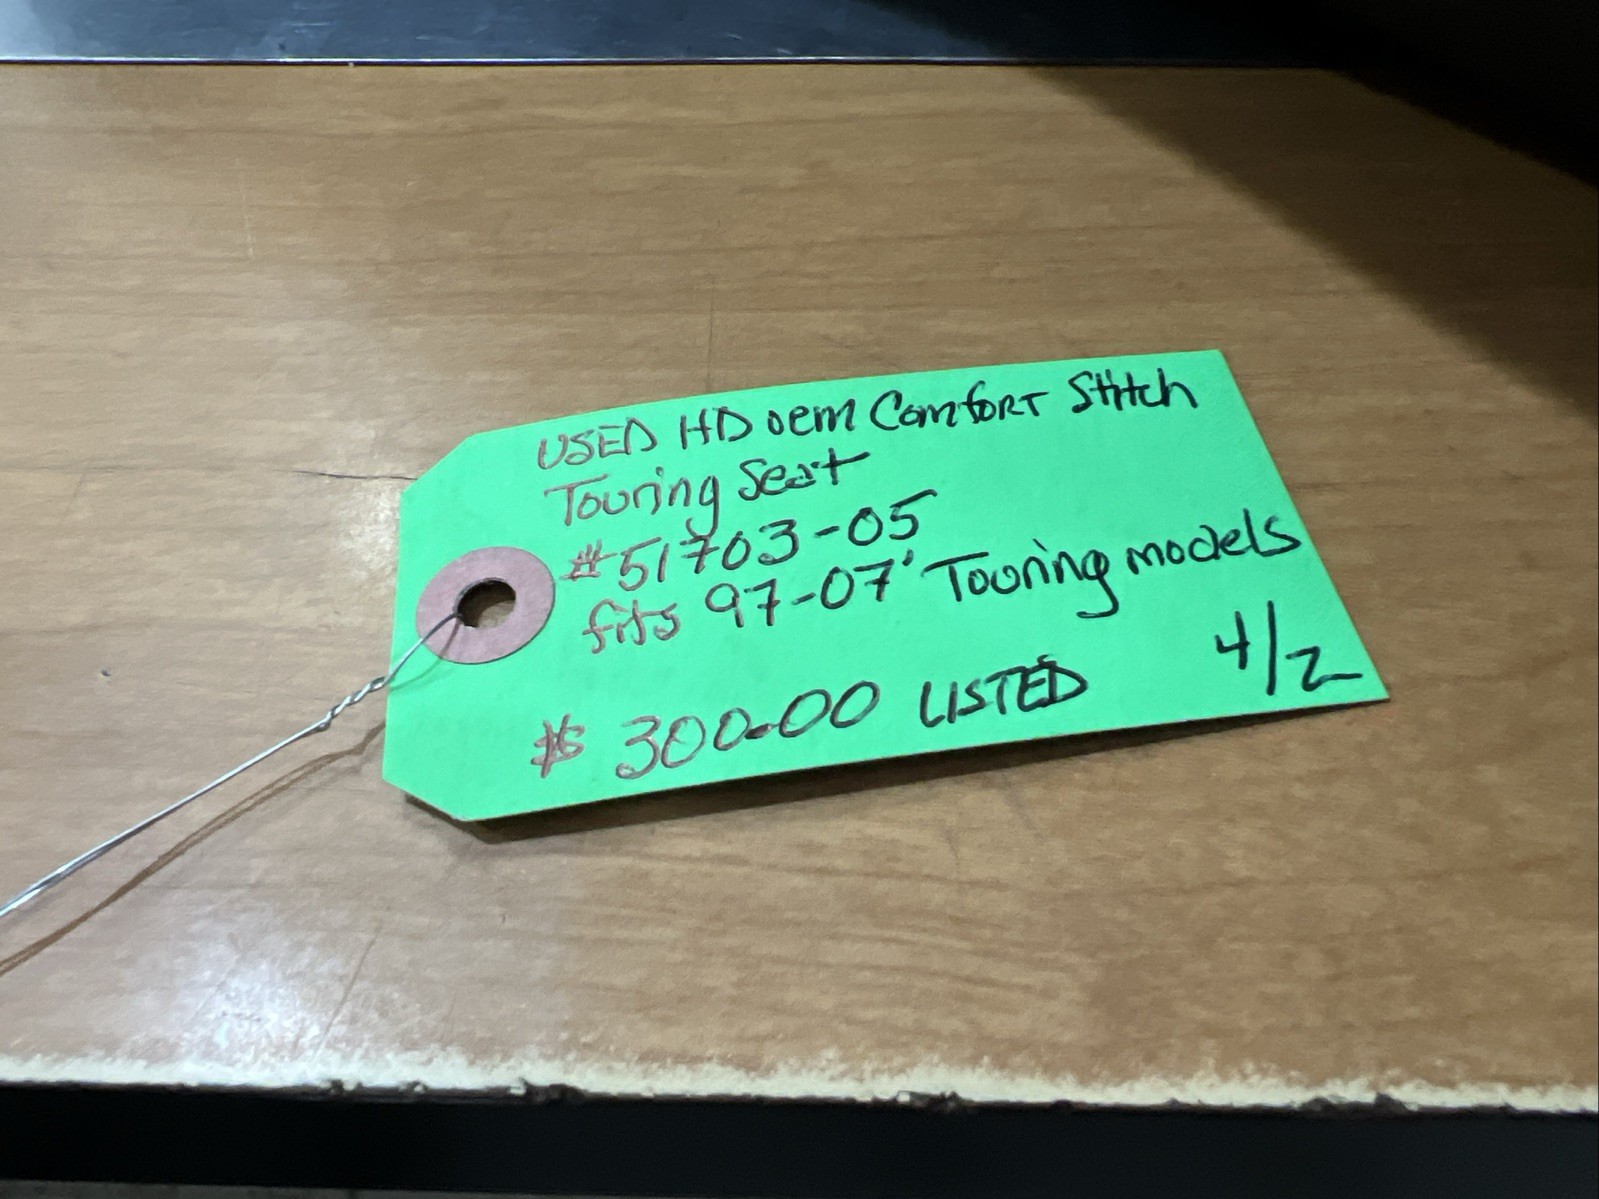 USED HD oem ComfoRT Stitch
Touring Seat
#51703-05
fits 97-07' Touring models
4/2
$ 300.00 LISTED